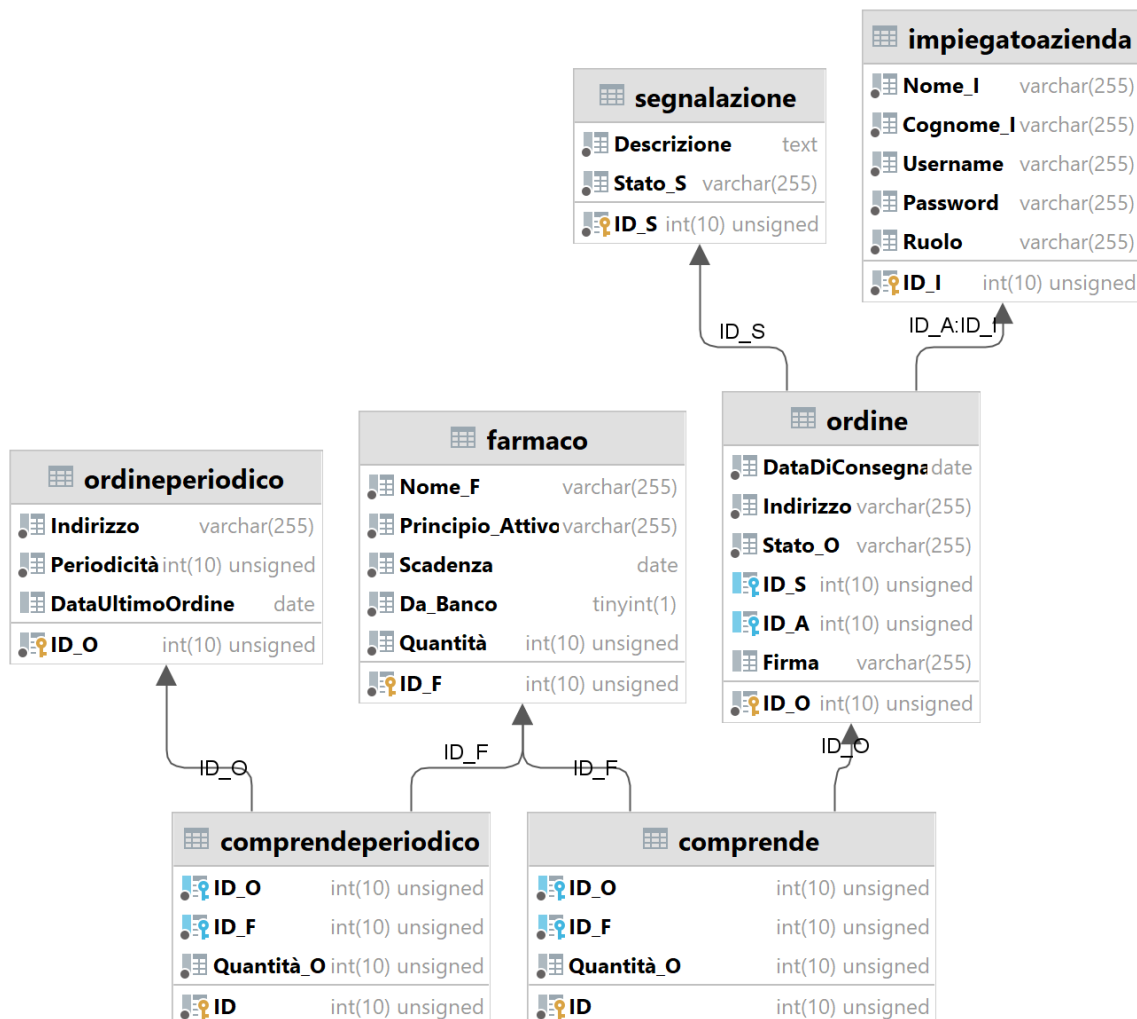 impiegatoazienda
Nome_I varchar(255)
Cognome_I varchar(255)
Username varchar(255)
Password varchar(255)
Ruolo varchar(255)
ID_I int(10) unsigned
segnalazione
Descrizione text
Stato_S varchar(255)
ID_S int(10) unsigned
ID_S
ID_A:ID_I
ordine
DataDiConsegna date
Indirizzo varchar(255)
Stato_O varchar(255)
ID_S int(10) unsigned
ID_A int(10) unsigned
Firma varchar(255)
ID_O int(10) unsigned
farmaco
Nome_F varchar(255)
Principio_Attivo varchar(255)
Scadenza date
Da_Banco tinyint(1)
Quantità int(10) unsigned
ID_F int(10) unsigned
ordineperiodico
Indirizzo varchar(255)
Periodicità int(10) unsigned
DataUltimoOrdine date
ID_O int(10) unsigned
ID_O
ID_F
ID_F
ID_O
comprendeperiodico
ID_O int(10) unsigned
ID_F int(10) unsigned
Quantità_O int(10) unsigned
ID int(10) unsigned
comprende
ID_O int(10) unsigned
ID_F int(10) unsigned
Quantità_O int(10) unsigned
ID int(10) unsigned